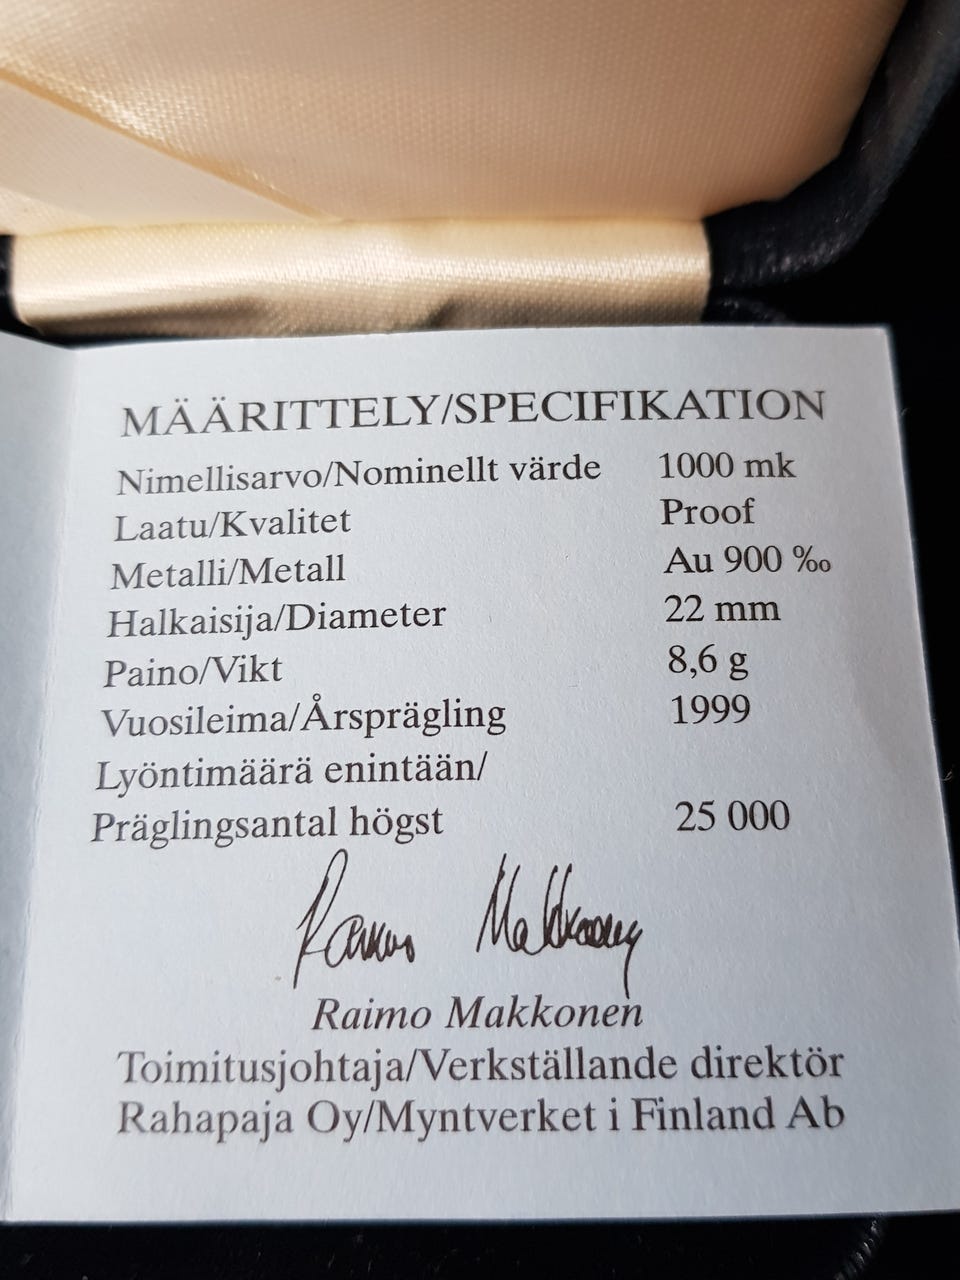 MÄÄRITTELY/SPECIFIKATION
Nimellisarvo/Nominellt värde 1000 mk
Laatu/Kvalitet Proof
Metalli/Metall Au 900 ‰
Halkaisija/Diameter 22 mm
Paino/Vikt 8,6 g
Vuosileima/Årsprägling 1999
Lyöntimäärä enintään/
Präglingsantal högst 25 000
Raimo Makkonen
Raimo Makkonen
Toimitusjohtaja/Verkställande direktör
Rahapaja Oy/Myntverket i Finland Ab